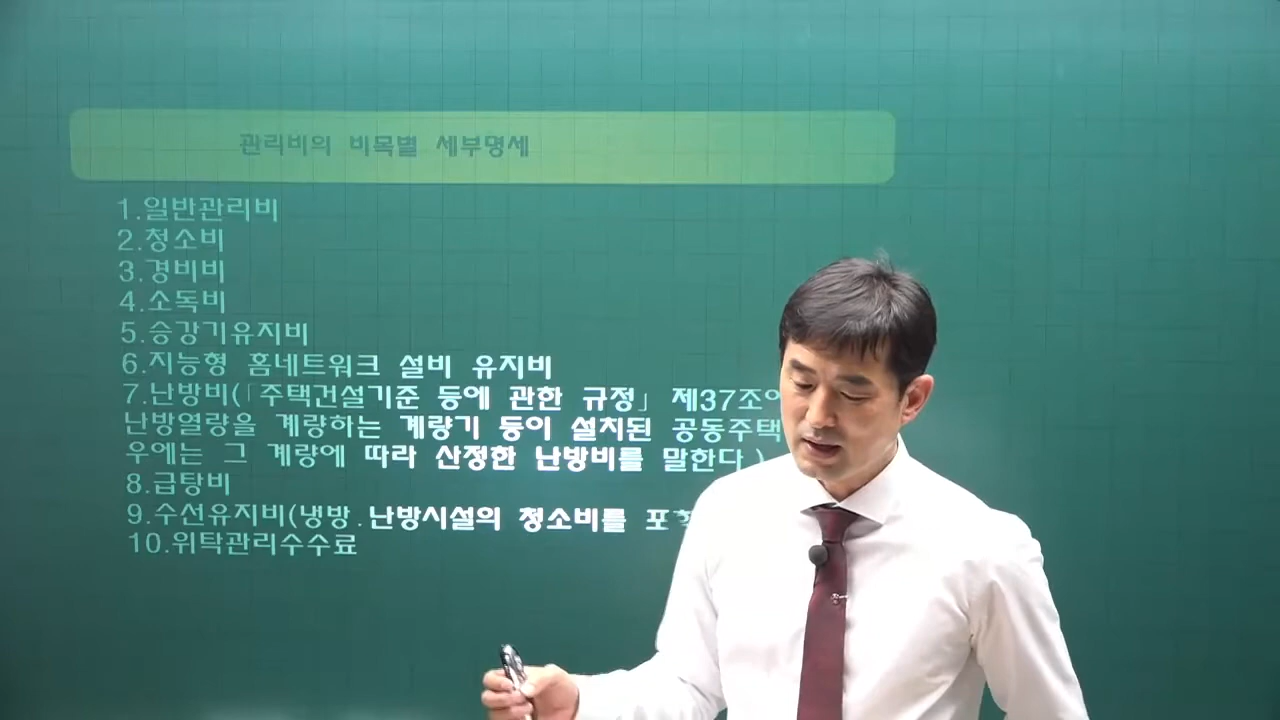 관리비의 비목별 세부명세
1.일반관리비
2.청소비
3.경비비
4.소독비
5.승강기유지비
6.지능형 홈네트워크 설비 유지비
7.난방비(「주택건설기준 등에 관한 규정」 제37조에
난방열량을 계량하는 계량기 등이 설치된 공동주택
우에는 그 계량에 따라 산정한 난방비를 말한다.)
8.급탕비
9.수선유지비(냉방.난방시설의 청소비를 포함
10.위탁관리수수료